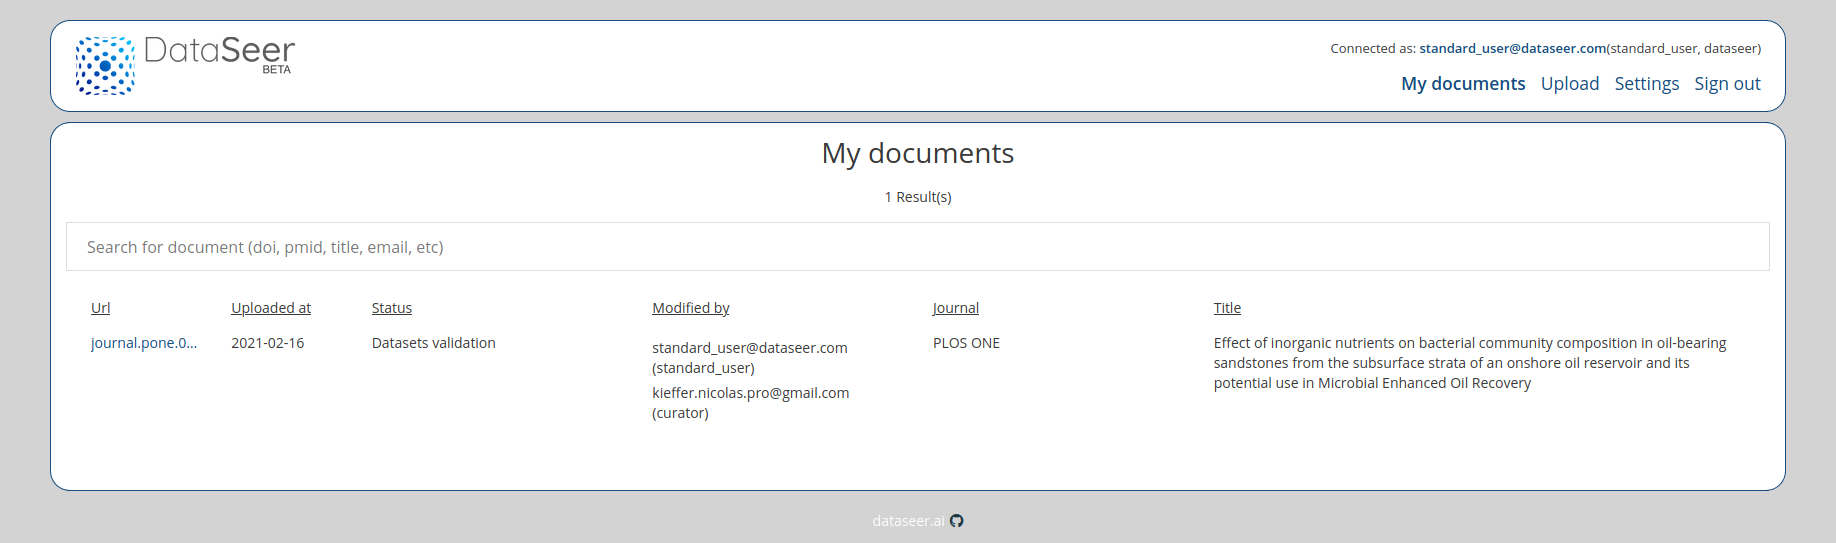 DataSeer
BETA
Connected as: standard_user@dataseer.com(standard_user, dataseer)
My documents Upload Settings Sign out
My documents
1 Result(s)
Search for document (doi, pmid, title, email, etc)
Url Uploaded at Status Modified by Journal Title
journal.pone.0... 2021-02-16 Datasets validation
standard_user@dataseer.com
(standard_user)
kieffer.nicolas.pro@gmail.com
(curator)
PLOS ONE
Effect of inorganic nutrients on bacterial community composition in oil-bearing
sandstones from the subsurface strata of an onshore oil reservoir and its
potential use in Microbial Enhanced Oil Recovery
dataseer.ai